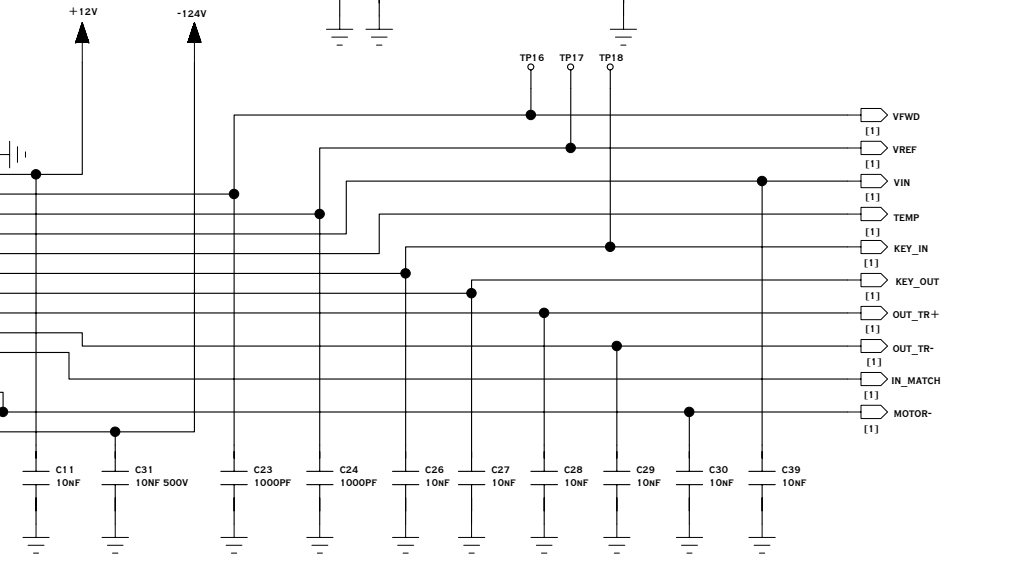 +12V
-124V
TP16 TP17 TP18
VFWD
[1]
VREF
[1]
VIN
[1]
TEMP
[1]
KEY_IN
[1]
KEY_OUT
[1]
OUT_TR+
[1]
OUT_TR-
[1]
IN_MATCH
[1]
MOTOR-
[1]
C11
10NF
C31
10NF 500V
C23
1000PF
C24
1000PF
C26
10NF
C27
10NF
C28
10NF
C29
10NF
C30
10NF
C39
10NF